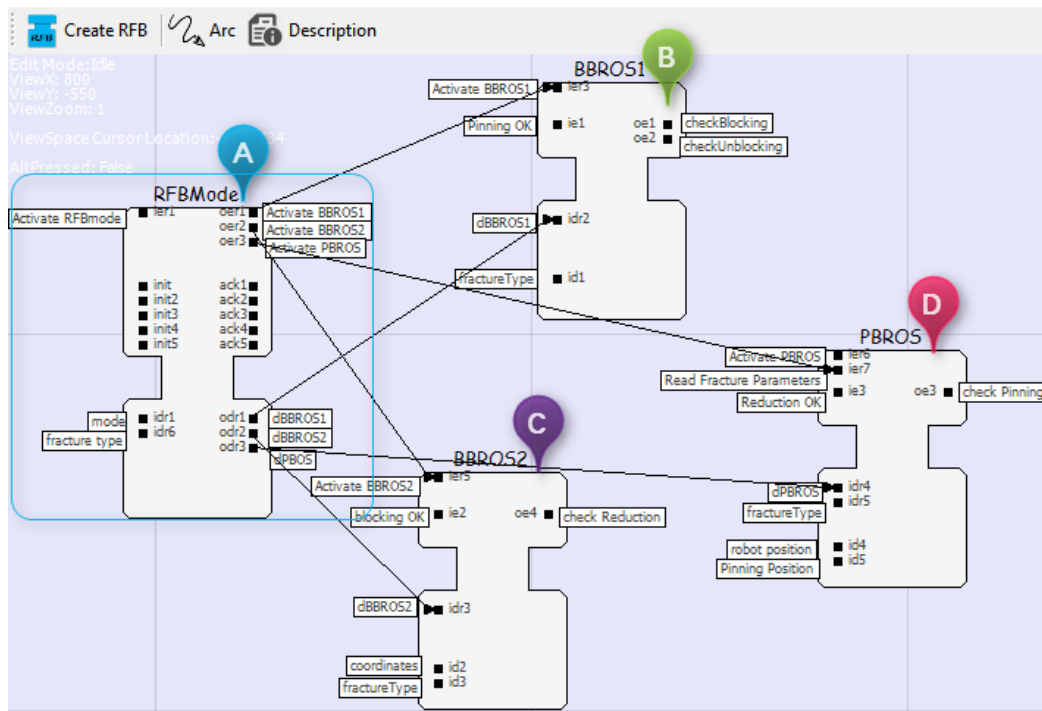 Create RFB
Arc
Description
Edit Mode:Idle
ViewX: 800
ViewY: -550
ViewZoom: 1
ViewSpace Cursor Location:
34
AltPressed: False
A
RFBMode
Activate RFBmode
ier1
oer1
Activate BBROS1
oer2
Activate BBROS2
oer3
Activate PBROS
init
ack1
init2
ack2
init3
ack3
init4
ack4
init5
ack5
mode
idr1
odr1
dBBROS1
fracture type
idr6
odr2
dBBROS2
odr3
dPBOS
B
BBROS1
Activate BBROS1
ier3
Pinning OK
ie1
oe1
checkBlocking
oe2
checkUnblocking
dBBROS1
idr2
fractureType
id1
C
BBROS2
Activate BBROS2
ier5
blocking OK
ie2
oe4
check Reduction
dBBROS2
idr3
coordinates
id2
fractureType
id3
D
PBROS
Activate PBROS
ier6
Read Fracture Parameters
ier7
Reduction OK
ie3
oe3
check Pinning
dPBROS
idr4
fractureType
idr5
robot position
id4
Pinning Position
id5